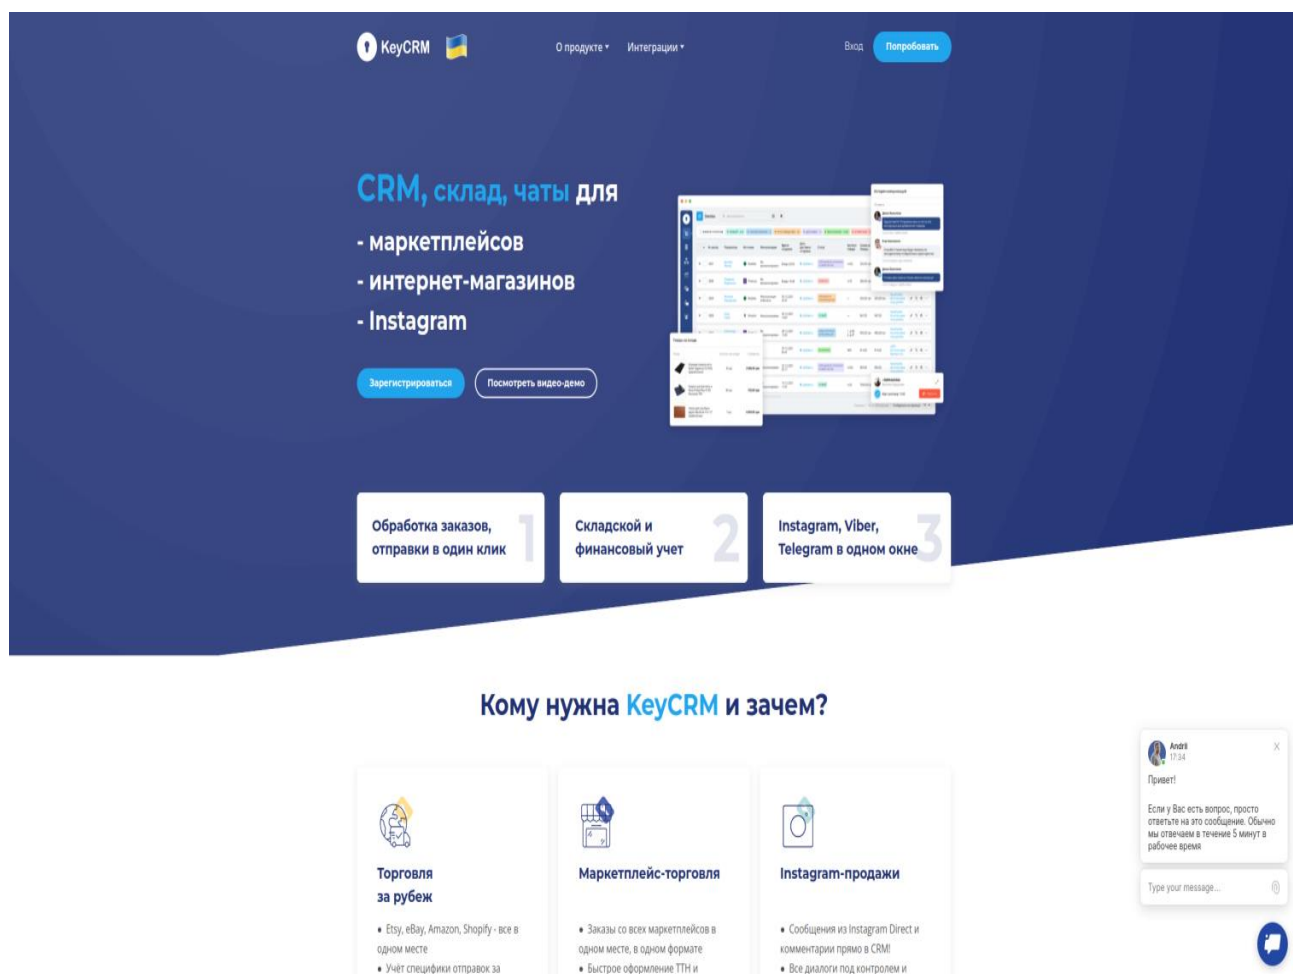 KeyCRM
О продукте
Интеграции
Вход
Попробовать
CRM, склад, чаты для
- маркетплейсов
- интернет-магазинов
- Instagram
Зарегистрироваться
Посмотреть видео-демо
Обработка заказов,
отправки в один клик
1
Складской и
финансовый учет
2
Instagram, Viber,
Telegram в одном окне
3
Кому нужна KeyCRM и зачем?
Торговля
за рубеж
• Etsy, eBay, Amazon, Shopify - все в
одном месте
• Учёт специфики отправок за
Маркетплейс-торговля
• Заказы со всех маркетплейсов в
одном месте, в одном формате
• Быстрое оформление ТТН и
Instagram-продажи
• Сообщения из Instagram Direct и
комментарии прямо в CRM!
• Все диалоги под контролем и
Andrii
17:34
Привет!
Если у Вас есть вопрос, просто
ответьте на это сообщение. Обычно
мы отвечаем в течение 5 минут в
рабочее время
Type your message...